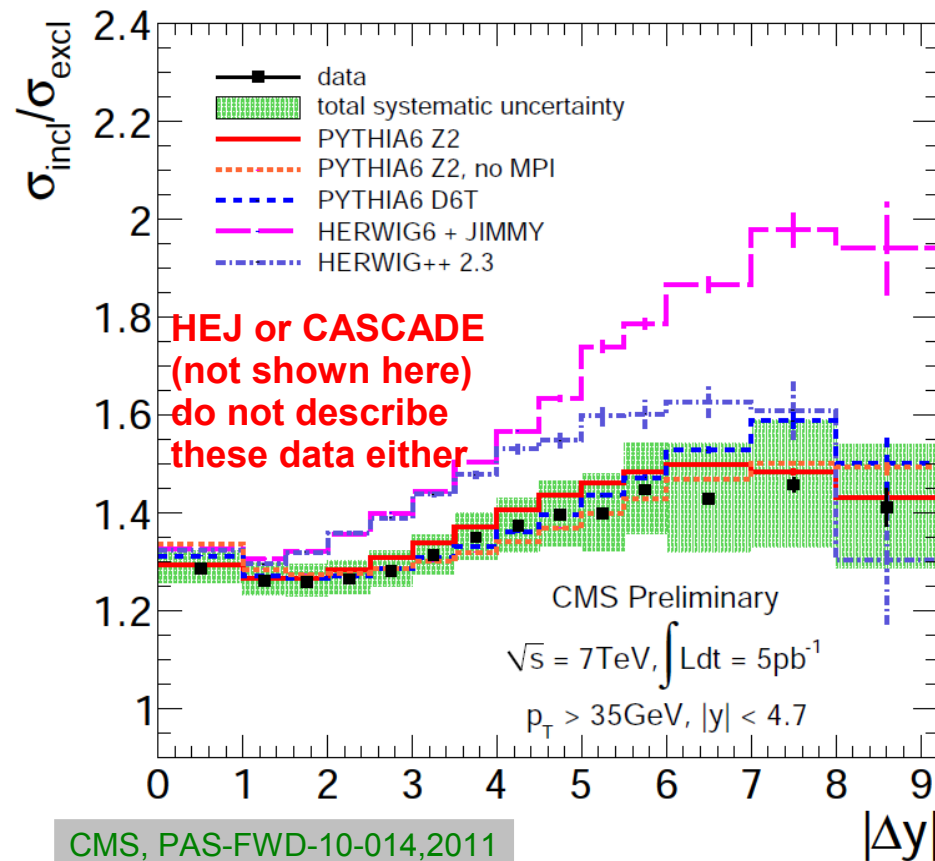 σincl/σexcl
2.4
2.2
2
1.8
1.6
1.4
1.2
1
data
total systematic uncertainty
PYTHIA6 Z2
PYTHIA6 Z2, no MPI
PYTHIA6 D6T
HERWIG6 + JIMMY
HERWIG++ 2.3
HEJ or CASCADE
(not shown here)
do not describe
these data either
CMS Preliminary
√s = 7TeV, ∫Ldt = 5pb⁻¹
pT > 35GeV, |y| < 4.7
0 1 2 3 4 5 6 7 8 9
|Δy|
CMS, PAS-FWD-10-014,2011